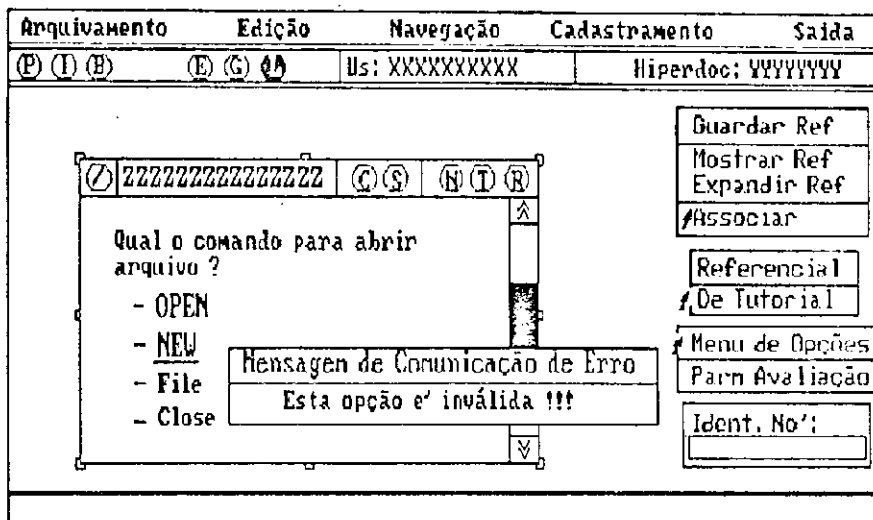 Arquivamento Edição Navegação Cadastramento Saida
(P) (I) (B) (E) (G) Us: XXXXXXXXXX Hiperdoc: YYYYYYYY
Guardar Ref
Mostrar Ref
Expandir Ref
Associar
(/) ZZZZZZZZZZZZZZZ (C) (S) (N) (T) (R)
Qual o comando para abrir
arquivo ?
- OPEN
- NEW
- File
- Close
Mensagem de Comunicação de Erro
Esta opção e' inválida !!!
Referencial
De Tutorial
Menu de Opções
Parm Avaliação
Ident. No':